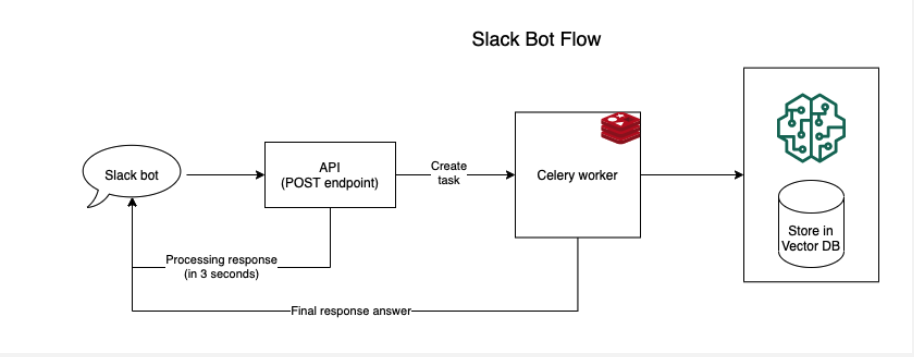 Slack Bot Flow
Slack bot
API
(POST endpoint)
Create
task
Celery worker
Store in
Vector DB
Processing response
(in 3 seconds)
Final response answer